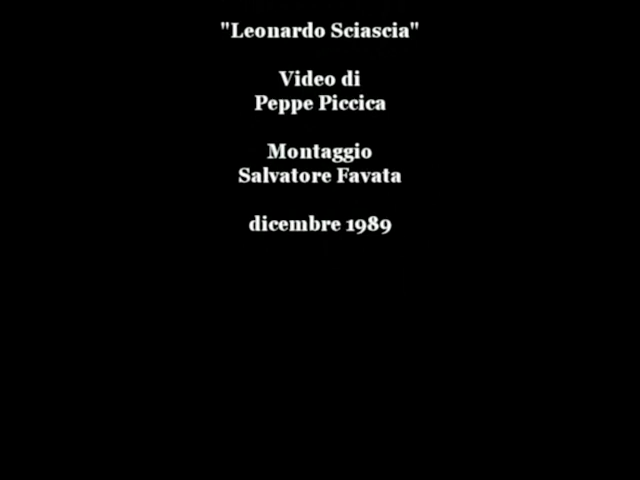 "Leonardo Sciascia"
Video di
Peppe Piccica
Montaggio
Salvatore Favata
dicembre 1989